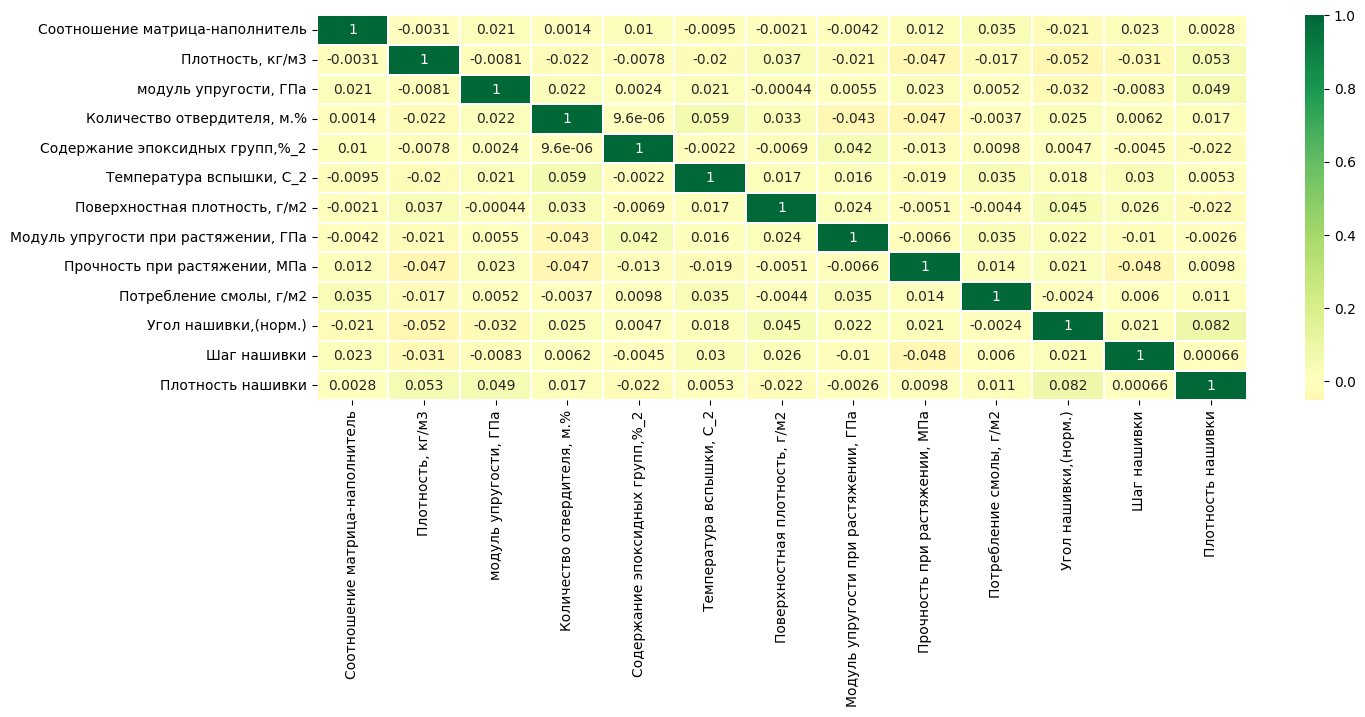 Соотношение матрица-наполнитель 1 -0.0031 0.021 0.0014 0.01 -0.0095 -0.0021 -0.0042 0.012 0.035 -0.021 0.023 0.0028
Плотность, кг/м3 -0.0031 1 -0.0081 -0.022 -0.0078 -0.02 0.037 -0.021 -0.047 -0.017 -0.052 -0.031 0.053
модуль упругости, ГПа 0.021 -0.0081 1 0.022 0.0024 0.021 -0.00044 0.0055 0.023 0.0052 -0.032 -0.0083 0.049
Количество отвердителя, м.% 0.0014 -0.022 0.022 1 9.6e-06 0.059 0.033 -0.043 -0.047 -0.0037 0.025 0.0062 0.017
Содержание эпоксидных групп,%_2 0.01 -0.0078 0.0024 9.6e-06 1 -0.0022 -0.0069 0.042 -0.013 0.0098 0.0047 -0.0045 -0.022
Температура вспышки, С_2 -0.0095 -0.02 0.021 0.059 -0.0022 1 0.017 0.016 -0.019 0.035 0.018 0.03 0.0053
Поверхностная плотность, г/м2 -0.0021 0.037 -0.00044 0.033 -0.0069 0.017 1 0.024 -0.0051 -0.0044 0.045 0.026 -0.022
Модуль упругости при растяжении, ГПа -0.0042 -0.021 0.0055 -0.043 0.042 0.016 0.024 1 -0.0066 0.035 0.022 -0.01 -0.0026
Прочность при растяжении, МПа 0.012 -0.047 0.023 -0.047 -0.013 -0.019 -0.0051 -0.0066 1 0.014 0.021 -0.048 0.0098
Потребление смолы, г/м2 0.035 -0.017 0.0052 -0.0037 0.0098 0.035 -0.0044 0.035 0.014 1 -0.0024 0.006 0.011
Угол нашивки,(норм.) -0.021 -0.052 -0.032 0.025 0.0047 0.018 0.045 0.022 0.021 -0.0024 1 0.021 0.082
Шаг нашивки 0.023 -0.031 -0.0083 0.0062 -0.0045 0.03 0.026 -0.01 -0.048 0.006 0.021 1 0.00066
Плотность нашивки 0.0028 0.053 0.049 0.017 -0.022 0.0053 -0.022 -0.0026 0.0098 0.011 0.082 0.00066 1
Соотношение матрица-наполнитель
Плотность, кг/м3
модуль упругости, ГПа
Количество отвердителя, м.%
Содержание эпоксидных групп,%_2
Температура вспышки, С_2
Поверхностная плотность, г/м2
Модуль упругости при растяжении, ГПа
Прочность при растяжении, МПа
Потребление смолы, г/м2
Угол нашивки,(норм.)
Шаг нашивки
Плотность нашивки
1.0
0.8
0.6
0.4
0.2
0.0